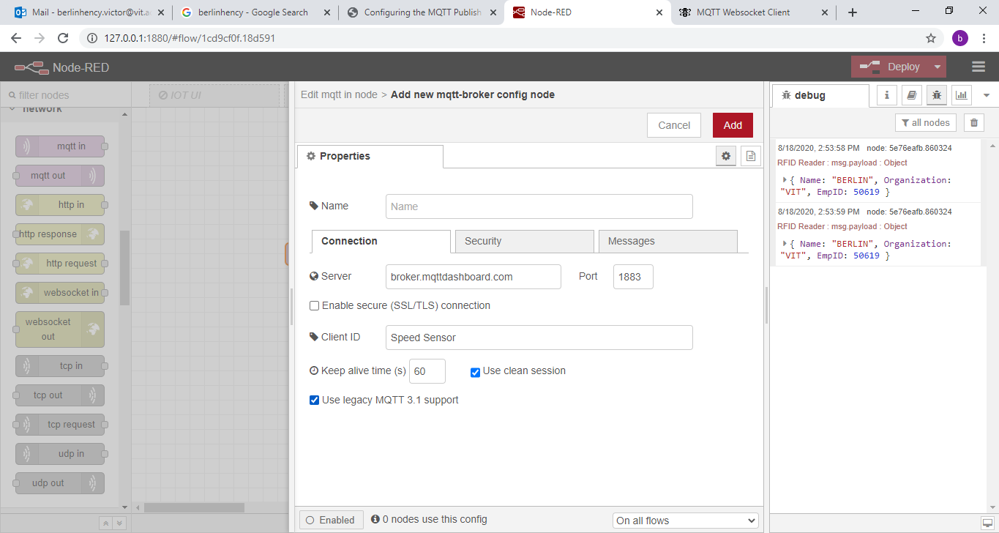 Mail - berlinhency.victor@vit.a
berlinhency - Google Search
Configuring the MQTT Publish
Node-RED
MQTT Websocket Client
127.0.0.1:1880/#flow/1cd9cf0f.18d591
b
Node-RED
Deploy
filter nodes
IOT UI
Edit mqtt in node > Add new mqtt-broker config node
debug
network
Cancel
Add
all nodes
Properties
mqtt in
mqtt out
http in
http response
http request
websocket in
websocket
out
tcp in
tcp out
tcp request
udp in
udp out
Name
Name
Connection
Security
Messages
Server
broker.mqttdashboard.com
Port
1883
Enable secure (SSL/TLS) connection
Client ID
Speed Sensor
Keep alive time (s)
60
Use clean session
Use legacy MQTT 3.1 support
Enabled
0 nodes use this config
On all flows
8/18/2020, 2:53:58 PM node: 5e76eafb.860324
RFID Reader : msg.payload : Object
{ Name: "BERLIN", Organization:
"VIT", EmpID: 50619 }
8/18/2020, 2:53:59 PM node: 5e76eafb.860324
RFID Reader : msg.payload : Object
{ Name: "BERLIN", Organization:
"VIT", EmpID: 50619 }